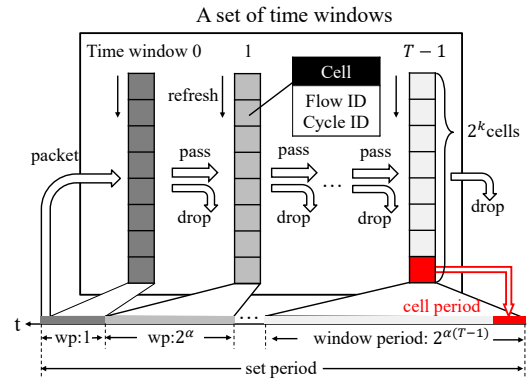 A set of time windows
Time window 0
1
T − 1
Cell
Flow ID
Cycle ID
refresh
2^k cells
packet
pass
pass
pass
...
drop
drop
drop
drop
cell period
t
...
wp:1
wp:2^α
window period: 2^{α(T−1)}
set period